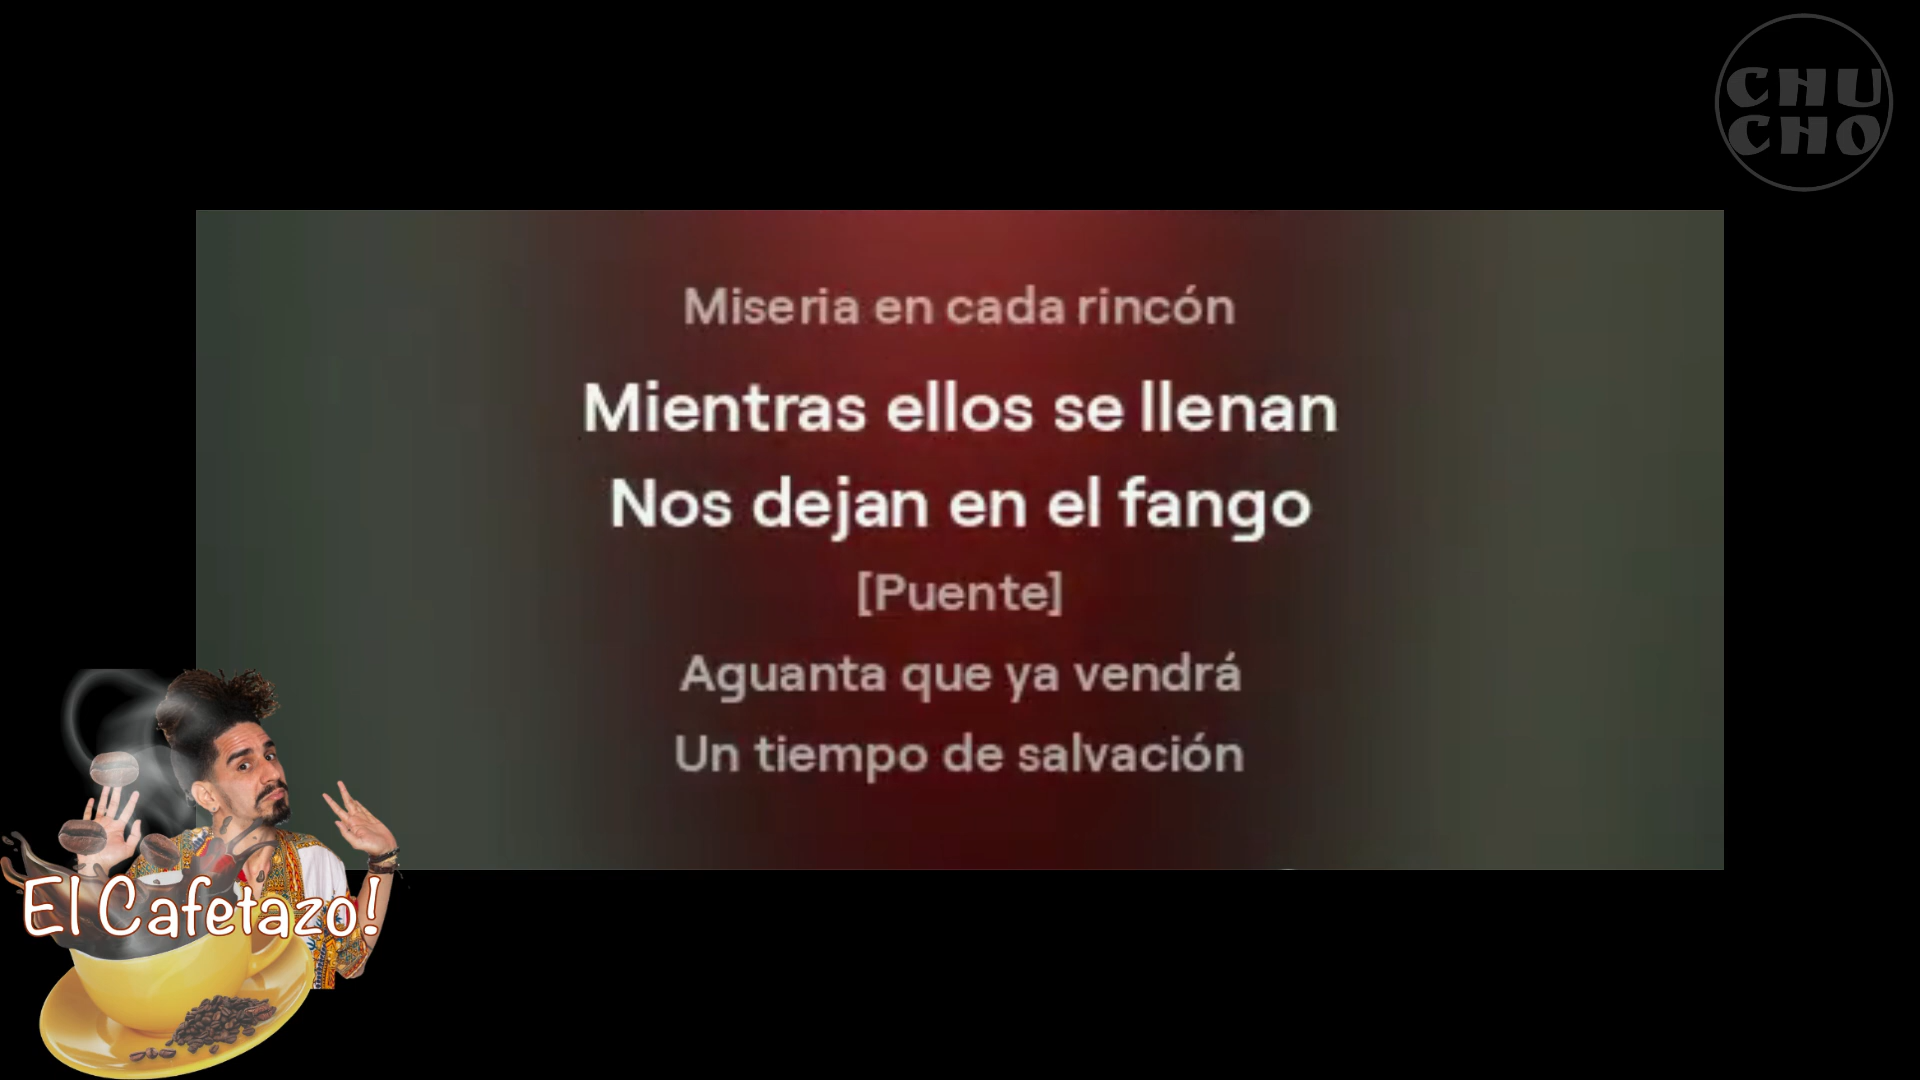 CHU
CHO
Miseria en cada rincón
Mientras ellos se llenan
Nos dejan en el fango
[Puente]
Aguanta que ya vendrá
Un tiempo de salvación
El Cafetazo!